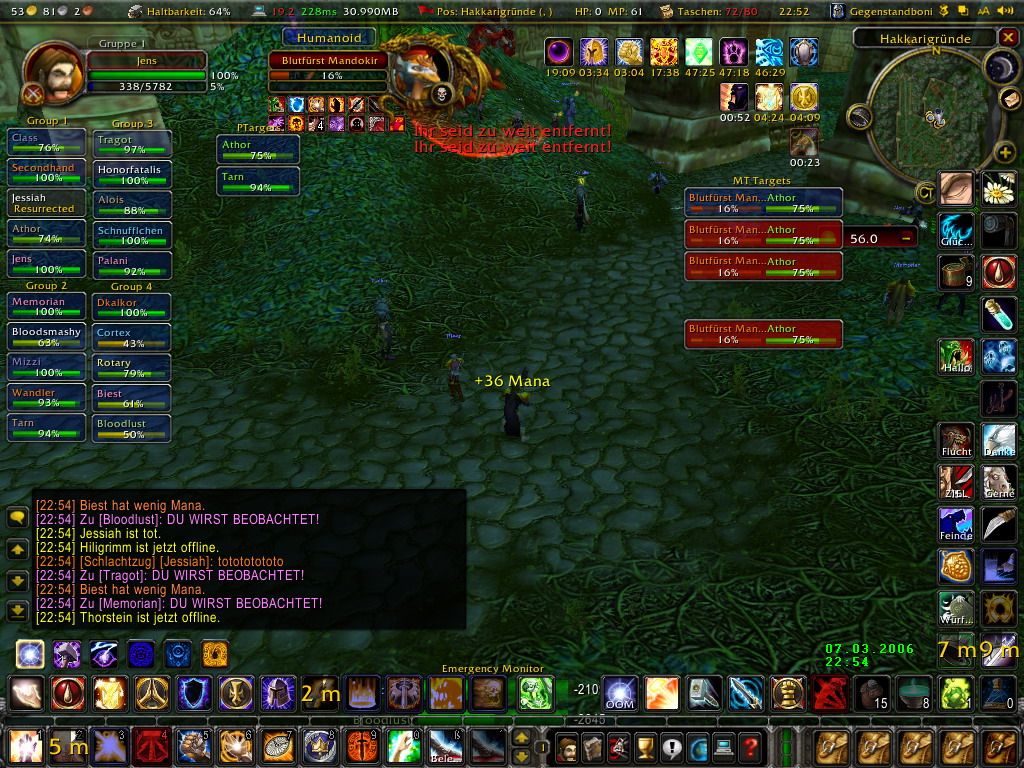 53 81 2 Haltbarkeit: 64% 19.2 228ms 30.990MB Pos: Hakkarigründe (, ) HP: 0 MP: 61 Taschen: 72/80 22:52 Gegenstandboni
Gruppe 1
Jens
100%
338/5782 5%
Humanoid
Blutfürst Mandokir
16%
4
19:09 03:34 03:04 17:38 47:25 47:18 46:29
00:52 04:24 04:09
00:23
Hakkarigründe
N
Ihr seid zu weit entfernt!
Ihr seid zu weit entfernt!
Group 1
Class
76%
Secondhand
100%
Jessiah
Resurrected
Athor
74%
Jens
100%
Group 2
Memorian
100%
Bloodsmashy
63%
Mizzi
100%
Wandler
93%
Tarn
94%
Group 3
Tragot
97%
Honorfatalis
100%
Alois
88%
Schnufflchen
100%
Palani
92%
Group 4
Dkalkor
100%
Cortex
43%
Rotary
79%
Biest
61%
Bloodlust
50%
PTargets
Athor
75%
Tarn
94%
MT Targets
Blutfürst Man... Athor
16% 75%
Blutfürst Man... Athor
16% 75%
56.0
Blutfürst Man... Athor
16% 75%
Blutfürst Man... Athor
16% 75%
CT
+36 Mana
Glüc...
9
Hallo
Flucht
Danke
ZIEL
Gerne
Feinde
Würf...
[22:54] Biest hat wenig Mana.
[22:54] Zu [Bloodlust]: DU WIRST BEOBACHTET!
[22:54] Jessiah ist tot.
[22:54] Hiligrimm ist jetzt offline.
[22:54] [Schlachtzug] [Jessiah]: totototototo
[22:54] Zu [Tragot]: DU WIRST BEOBACHTET!
[22:54] Biest hat wenig Mana.
[22:54] Zu [Memorian]: DU WIRST BEOBACHTET!
[22:54] Thorstein ist jetzt offline.
07.03.2006
22:54
7 m 9 m
Emergency Monitor
2 m
-210
OOM
15 8 1 0
Bloodlust -2645
5 m
Bele...
1